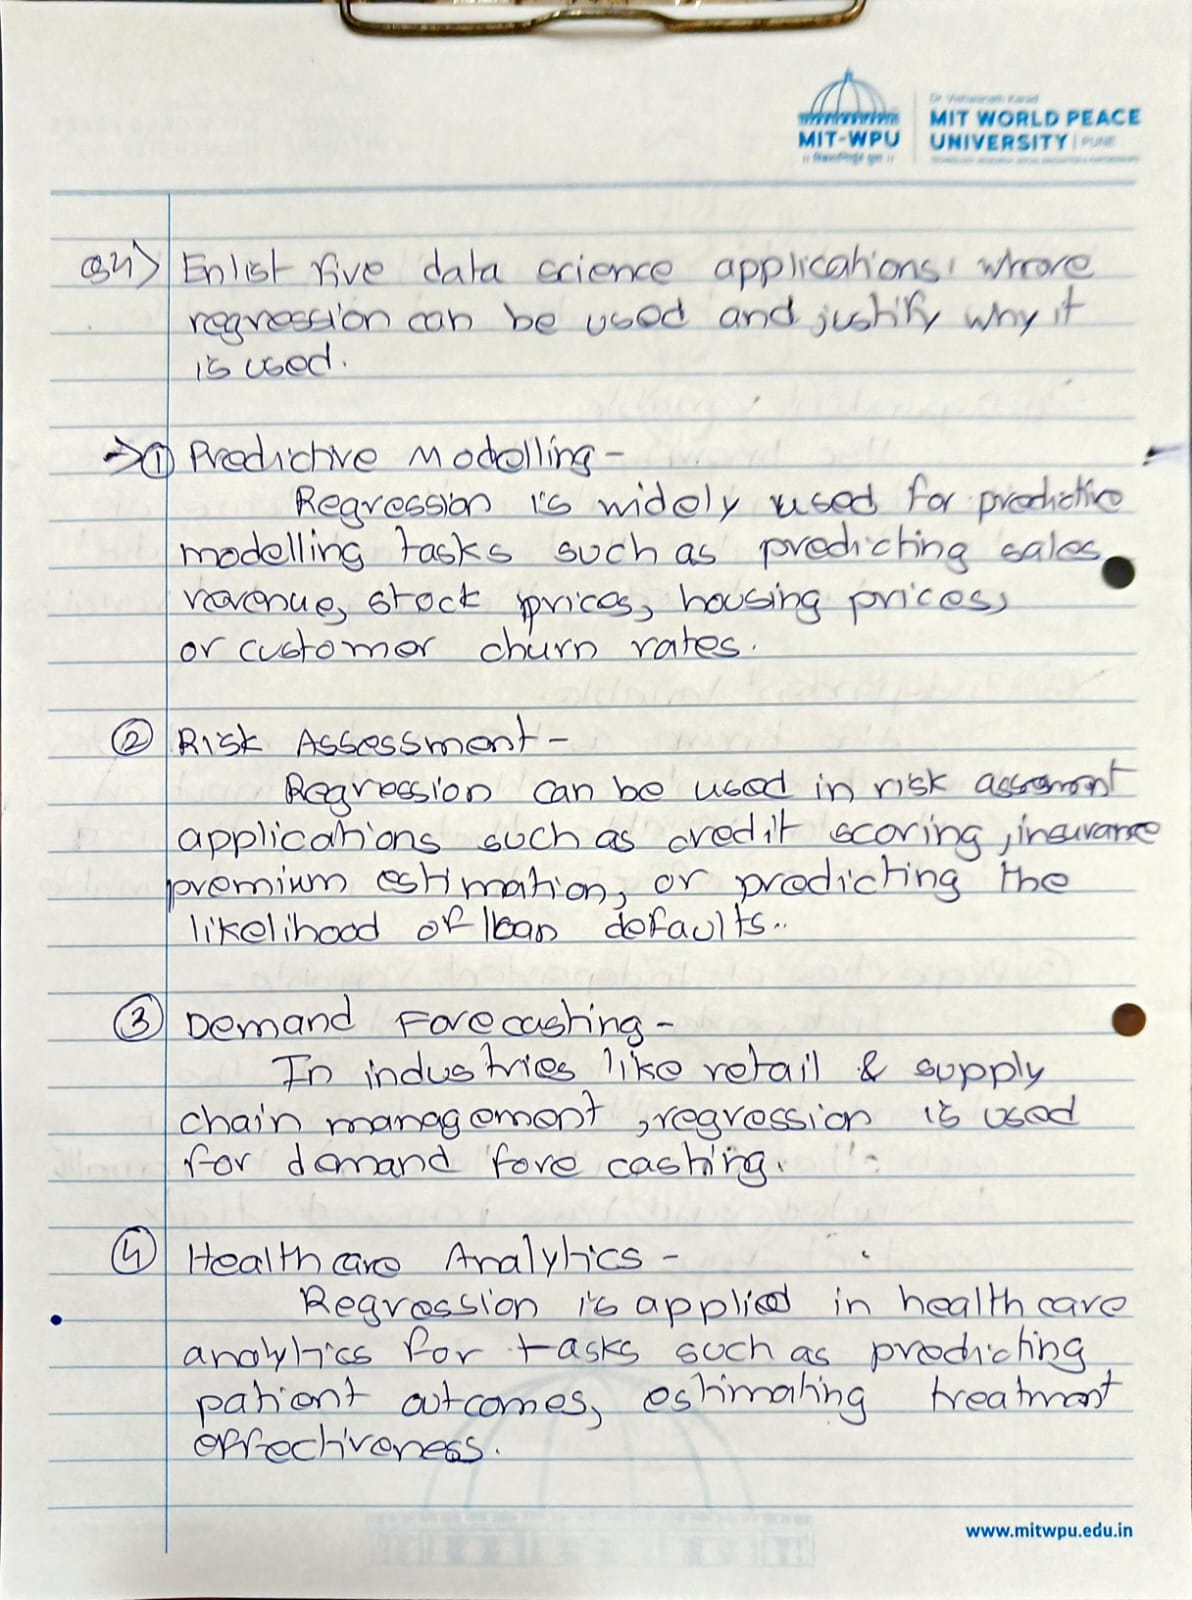 Dr. Vishwanath Karad
MIT WORLD PEACE
UNIVERSITY | PUNE
MIT-WPU
Q4) Enlist five data science applications, where
regression can be used and justify why it
is used.
→ ① Predictive Modelling -
Regression is widely used for predictive
modelling tasks such as predicting sales
revenue, stock prices, housing prices,
or customer churn rates.
② Risk Assessment -
Regression can be used in risk
applications such as credit scoring, insurance
premium estimation, or predicting the
likelihood of loan defaults..
③ Demand Forecasting -
In industries like retail & supply
chain management, regression is used
for demand fore casting.
④ Healthcare Analytics -
Regression is applied in healthcare
analytics for tasks such as predicting
patient outcomes, estimating treatment
effectiveness.
www.mitwpu.edu.in